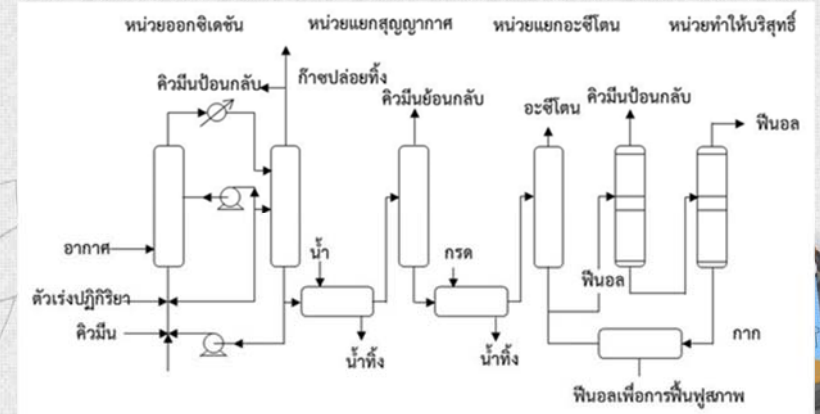 หน่วยออกซิเดชัน
หน่วยแยกสุญญากาศ
หน่วยแยกอะซีโตน
หน่วยทำให้บริสุทธิ์
คิวมีนป้อนกลับ
ก๊าซปล่อยทิ้ง
คิวมีนย้อนกลับ
อะซีโตน
คิวมีนป้อนกลับ
ฟีนอล
อากาศ
น้ำ
กรด
ฟีนอล
ตัวเร่งปฏิกิริยา
คิวมีน
น้ำทิ้ง
น้ำทิ้ง
กาก
ฟีนอลเพื่อการฟื้นฟูสภาพ